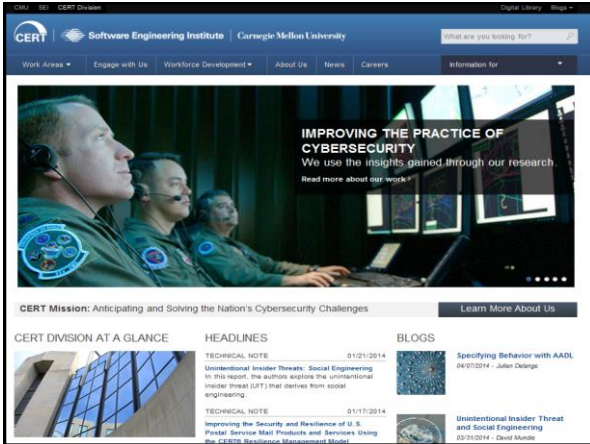 CMU SEI CERT Division Digital Library Blogs
CERT Software Engineering Institute Carnegie Mellon University What are you looking for?
Work Areas Engage with Us Workforce Development About Us News Careers Information for
IMPROVING THE PRACTICE OF
CYBERSECURITY
We use the insights gained through our research.
Read more about our work ›
CERT Mission: Anticipating and Solving the Nation's Cybersecurity Challenges Learn More About Us
CERT DIVISION AT A GLANCE
HEADLINES
TECHNICAL NOTE 01/21/2014
Unintentional Insider Threats: Social Engineering
In this report, the authors explore the unintentional
insider threat (UIT) that derives from social
engineering.
TECHNICAL NOTE 01/17/2014
Improving the Security and Resilience of U. S.
Postal Service Mail Products and Services Using
the CERT® Resilience Management Model
BLOGS
Specifying Behavior with AADL
04/07/2014 - Julien Delange
Unintentional Insider Threat
and Social Engineering
03/31/2014 - David Mundie